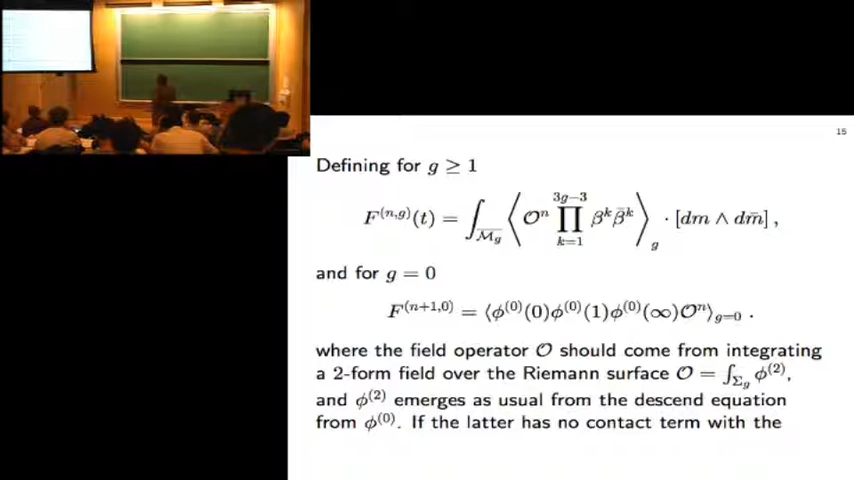 15
Defining for g ≥ 1
F^{(n,g)}(t) = ∫_{\overline{M}_g} ⟨ O^n ∏_{k=1}^{3g−3} β^k \bar{β}^k ⟩_g · [dm ∧ d\bar{m}] ,
and for g = 0
F^{(n+1,0)} = ⟨ϕ^{(0)}(0)ϕ^{(0)}(1)ϕ^{(0)}(∞)O^n⟩_{g=0} .
where the field operator O should come from integrating
a 2-form field over the Riemann surface O = ∫_{Σ_g} ϕ^{(2)},
and ϕ^{(2)} emerges as usual from the descend equation
from ϕ^{(0)}. If the latter has no contact term with the